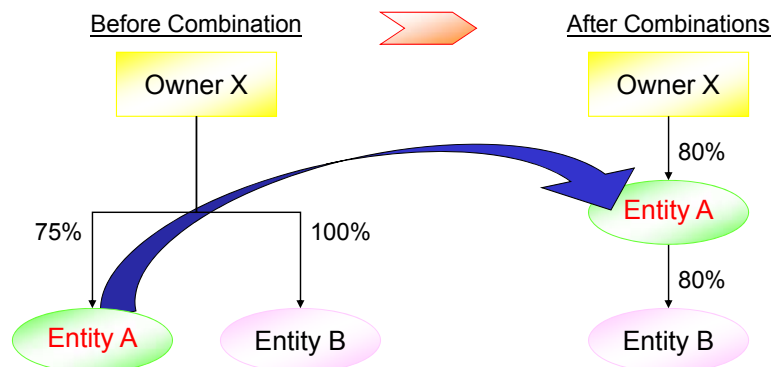 Before Combination
After Combinations
Owner X
Owner X
80%
Entity A
75%
100%
80%
Entity A
Entity B
Entity B